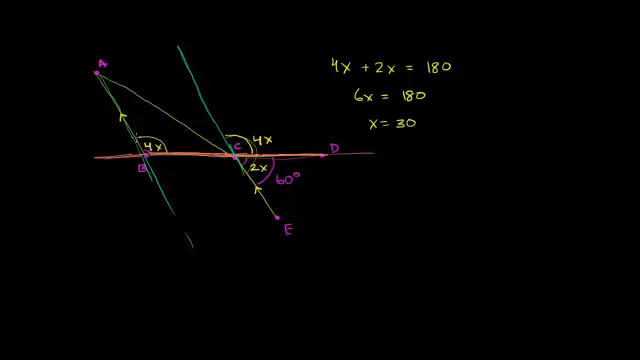 A
4x + 2x = 180
6x = 180
x = 30
4x
4x
C
D
B
2x
60°
E